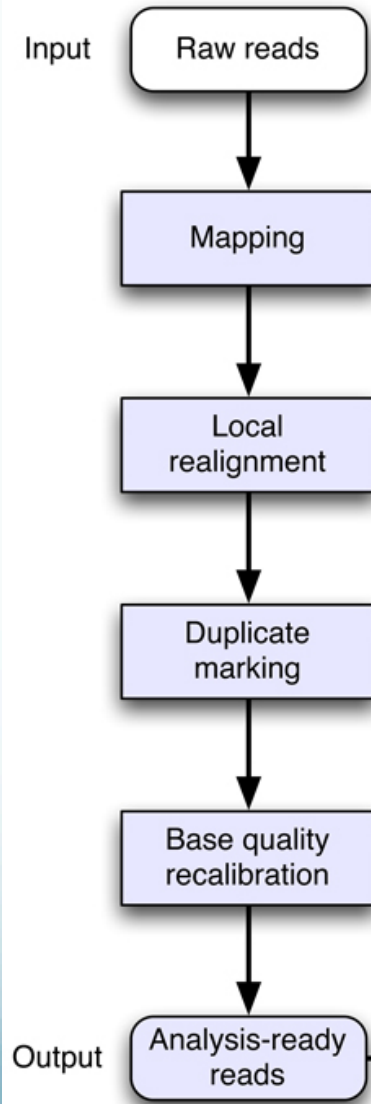 Input
Raw reads
Mapping
Local
realignment
Duplicate
marking
Base quality
recalibration
Output
Analysis-ready
reads